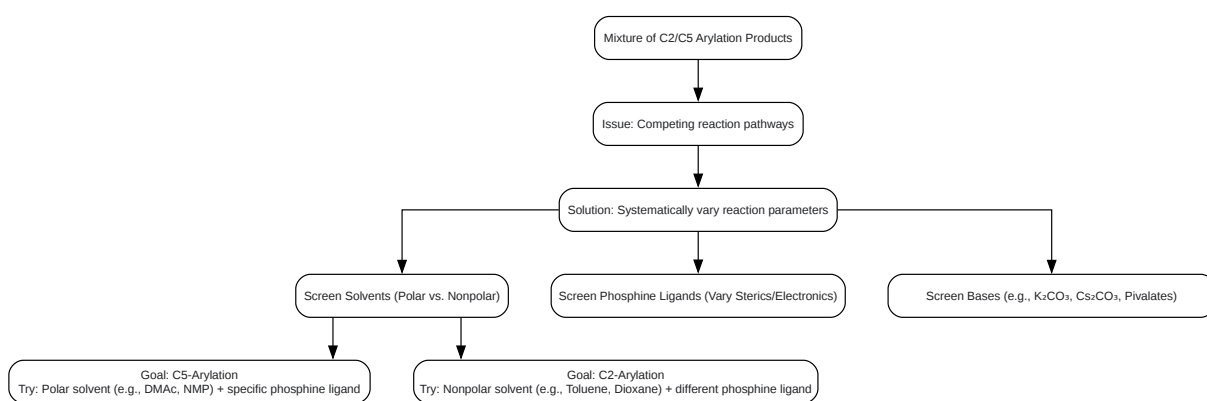 Mixture of C2/C5 Arylation Products
Issue: Competing reaction pathways
Solution: Systematically vary reaction parameters
Screen Solvents (Polar vs. Nonpolar)
Screen Phosphine Ligands (Vary Sterics/Electronics)
Screen Bases (e.g., K₂CO₃, Cs₂CO₃, Pivalates)
Goal: C5-Arylation
Try: Polar solvent (e.g., DMAc, NMP) + specific phosphine ligand
Goal: C2-Arylation
Try: Nonpolar solvent (e.g., Toluene, Dioxane) + different phosphine ligand